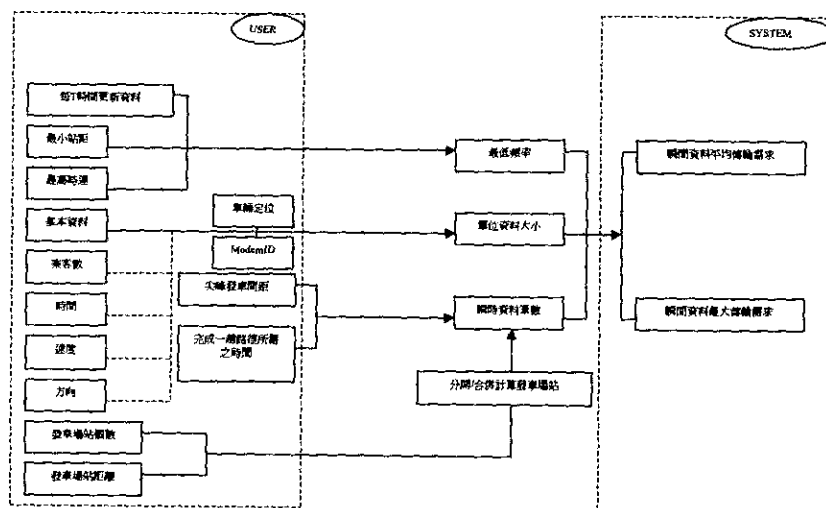 USER
SYSTEM
每T時間更新資料
最小站距
最高時速
基本資料
乘客數
時間
速度
方向
發車場站個數
發車場站距離
車輛定位
ModemID
尖峰發車間距
完成一趟路徑所需
之時間
最低頻率
單位資料大小
瞬時資料筆數
分開/合併計算發車場站
瞬間資料平均傳輸需求
瞬間資料最大傳輸需求